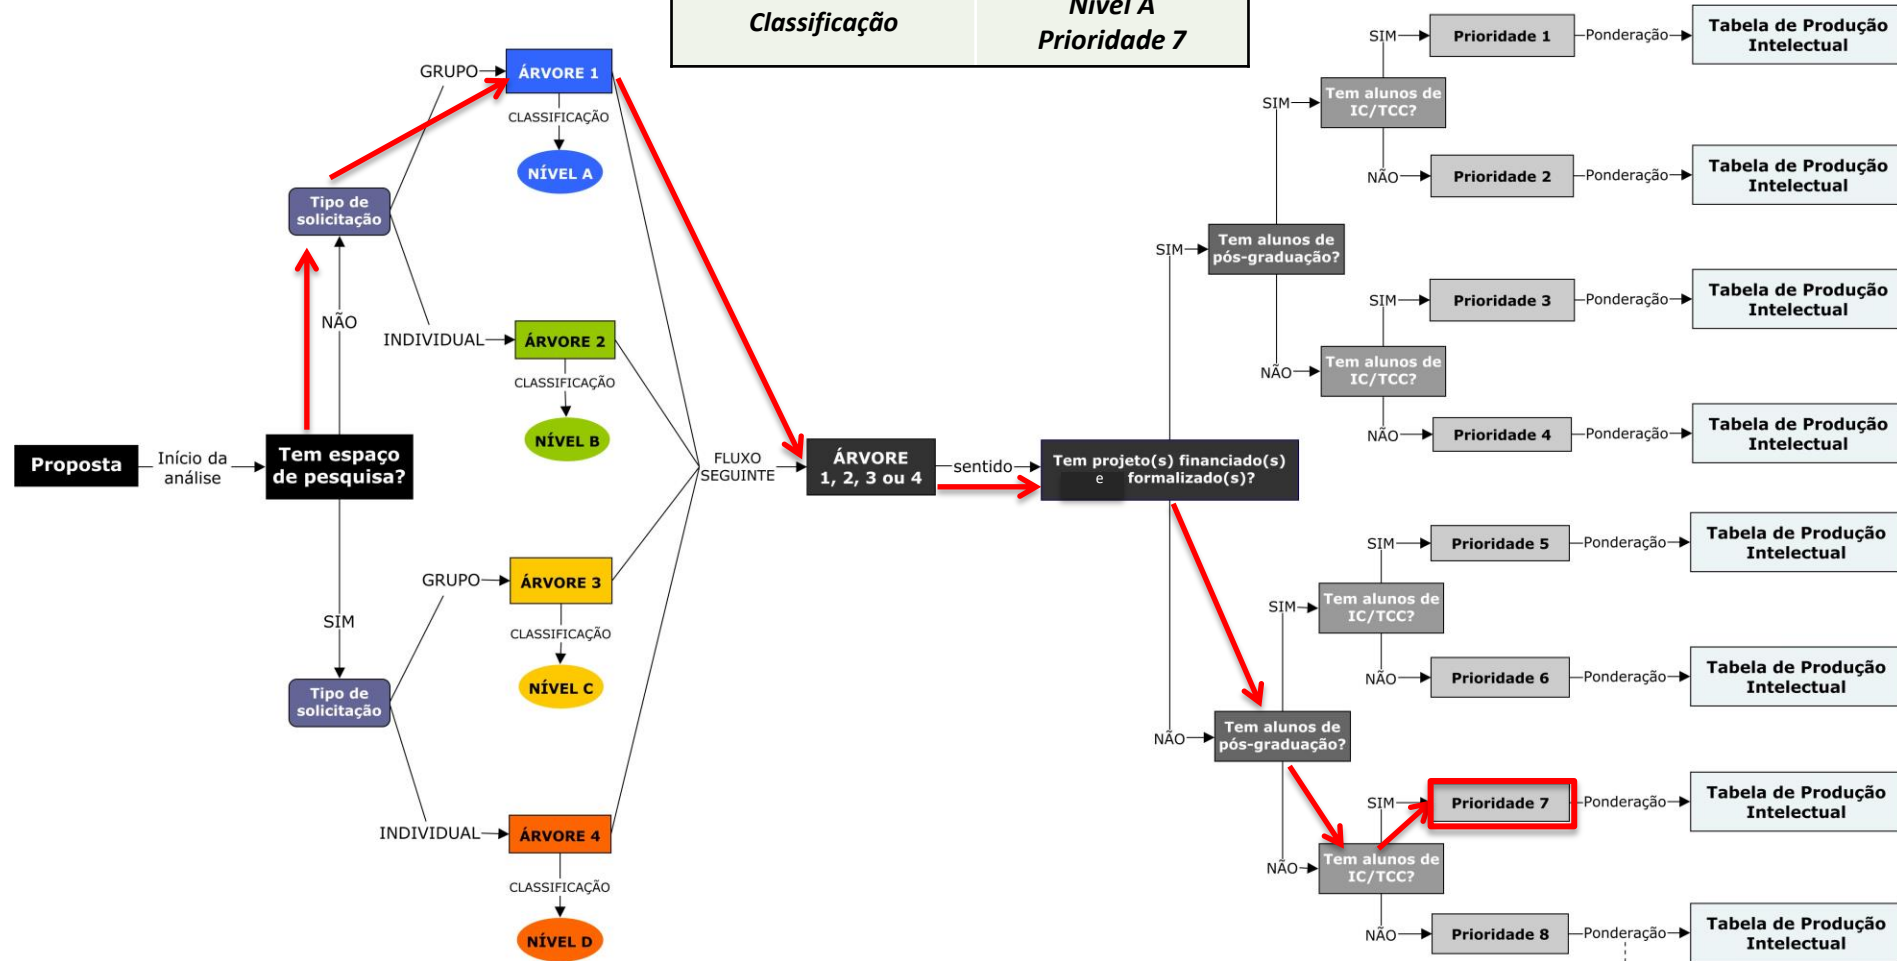 Classificação
Nível A
Prioridade 7
Proposta
Início da
análise
Tem espaço
de pesquisa?
NÃO
SIM
Tipo de
solicitação
GRUPO
ÁRVORE 1
CLASSIFICAÇÃO
NÍVEL A
INDIVIDUAL
ÁRVORE 2
CLASSIFICAÇÃO
NÍVEL B
Tipo de
solicitação
GRUPO
ÁRVORE 3
CLASSIFICAÇÃO
NÍVEL C
INDIVIDUAL
ÁRVORE 4
CLASSIFICAÇÃO
NÍVEL D
FLUXO
SEGUINTE
ÁRVORE
1, 2, 3 ou 4
sentido
Tem projeto(s) financiado(s)
e formalizado(s)?
SIM
Tem alunos de
pós-graduação?
SIM
Tem alunos de
IC/TCC?
SIM
Prioridade 1
Ponderação
Tabela de Produção
Intelectual
NÃO
Prioridade 2
Ponderação
Tabela de Produção
Intelectual
NÃO
Tem alunos de
IC/TCC?
SIM
Prioridade 3
Ponderação
Tabela de Produção
Intelectual
NÃO
Prioridade 4
Ponderação
Tabela de Produção
Intelectual
NÃO
Tem alunos de
pós-graduação?
SIM
Tem alunos de
IC/TCC?
SIM
Prioridade 5
Ponderação
Tabela de Produção
Intelectual
NÃO
Prioridade 6
Ponderação
Tabela de Produção
Intelectual
NÃO
Tem alunos de
IC/TCC?
SIM
Prioridade 7
Ponderação
Tabela de Produção
Intelectual
NÃO
Prioridade 8
Ponderação
Tabela de Produção
Intelectual